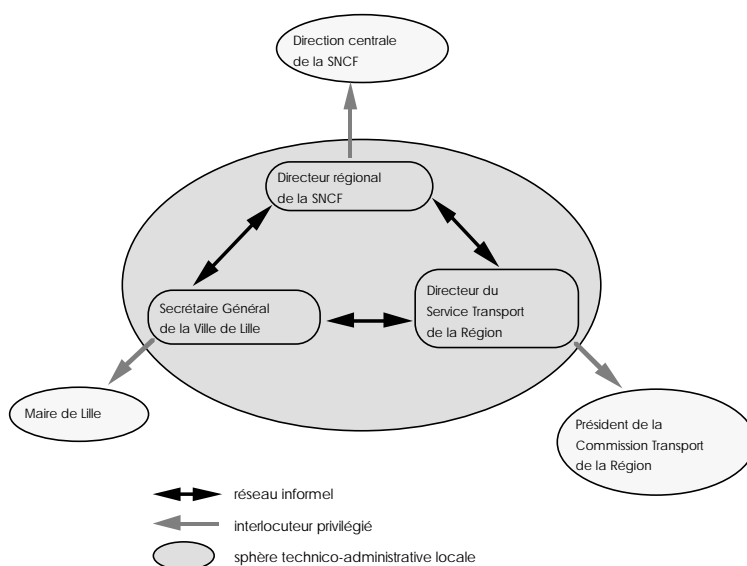 Direction centrale
de la SNCF
Directeur régional
de la SNCF
Secrétaire Général
de la Ville de Lille
Directeur du
Service Transport
de la Région
Maire de Lille
Président de la
Commission Transport
de la Région
réseau informel
interlocuteur privilégié
sphère technico-administrative locale